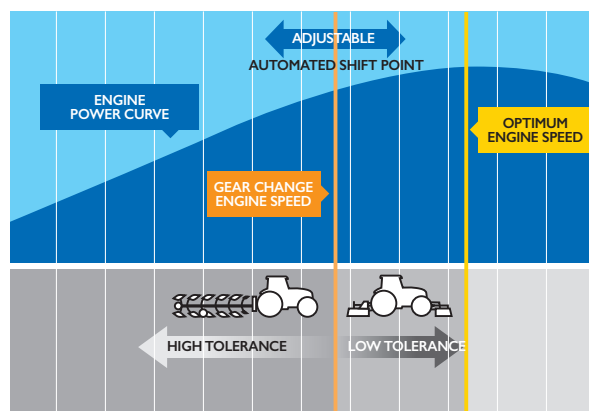 ADJUSTABLE
AUTOMATED SHIFT POINT
ENGINE
POWER CURVE
OPTIMUM
ENGINE SPEED
GEAR CHANGE
ENGINE SPEED
HIGH TOLERANCE
LOW TOLERANCE